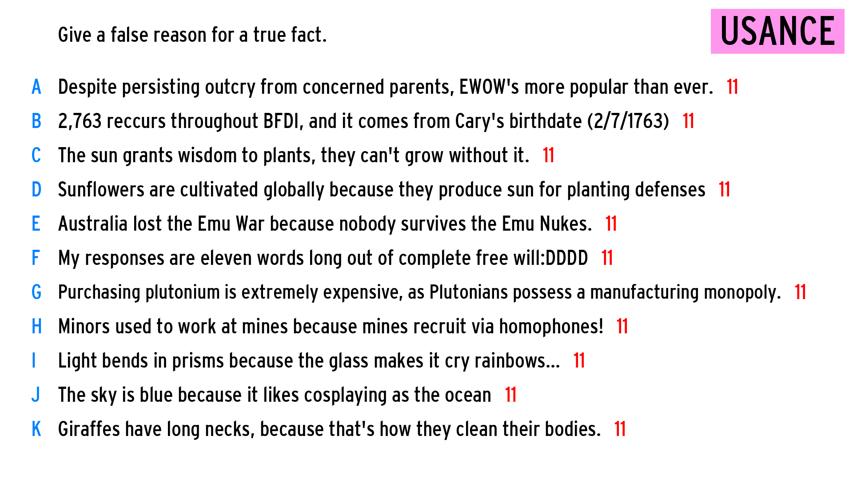 Give a false reason for a true fact.
USANCE
A Despite persisting outcry from concerned parents, EWOW's more popular than ever. 11
B 2,763 reccurs throughout BFDI, and it comes from Cary's birthdate (2/7/1763) 11
C The sun grants wisdom to plants, they can't grow without it. 11
D Sunflowers are cultivated globally because they produce sun for planting defenses 11
E Australia lost the Emu War because nobody survives the Emu Nukes. 11
F My responses are eleven words long out of complete free will:DDDD 11
G Purchasing plutonium is extremely expensive, as Plutonians possess a manufacturing monopoly. 11
H Minors used to work at mines because mines recruit via homophones! 11
I Light bends in prisms because the glass makes it cry rainbows... 11
J The sky is blue because it likes cosplaying as the ocean 11
K Giraffes have long necks, because that's how they clean their bodies. 11